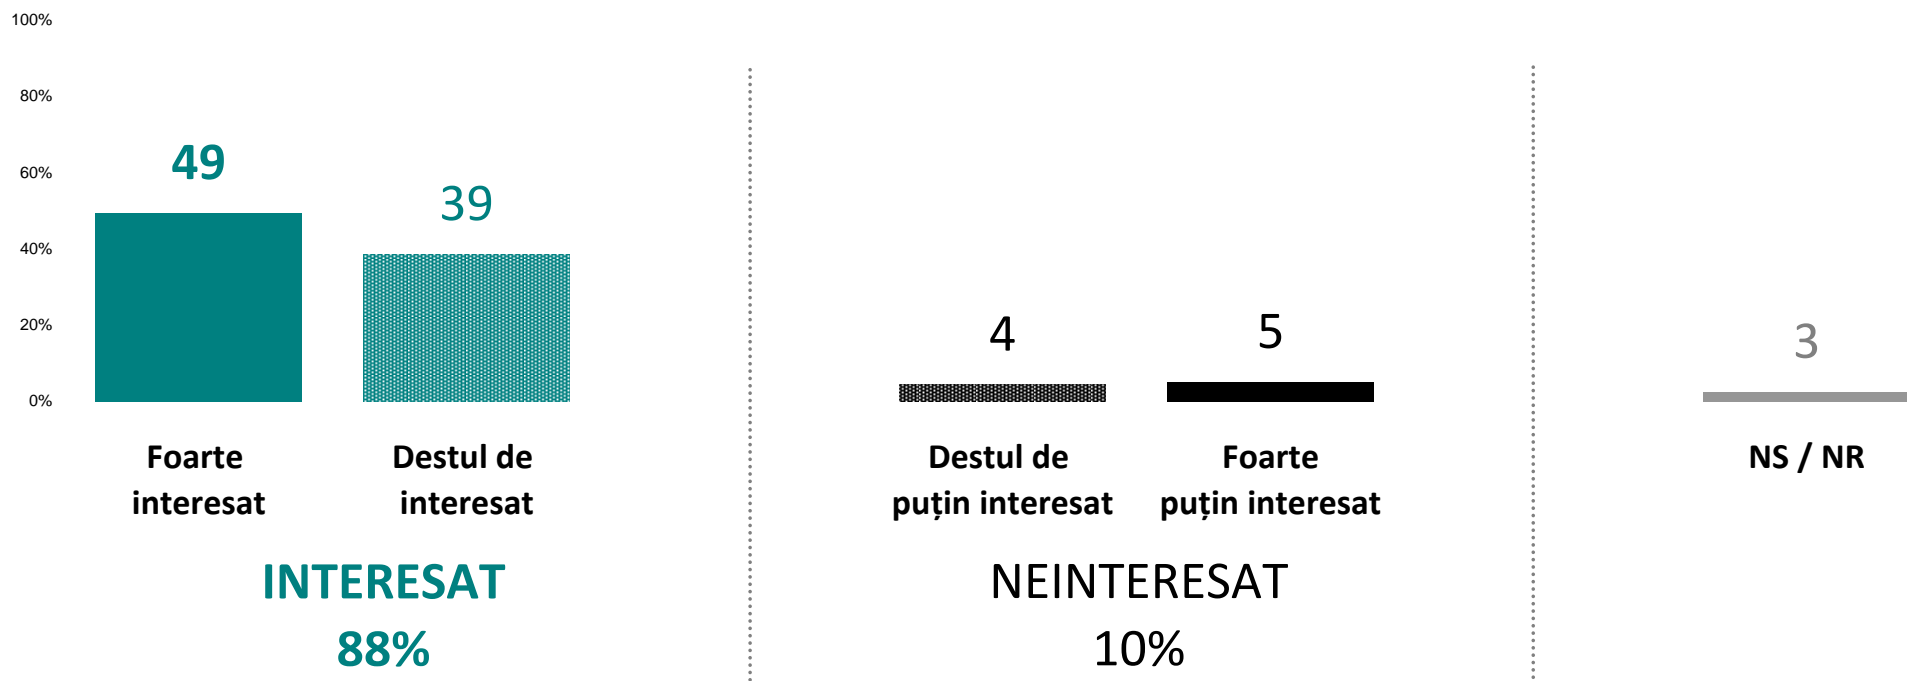 100%
80%
60%
40%
20%
0%
49
39
4
5
3
Foarte
interesat
Destul de
interesat
Destul de
puțin interesat
Foarte
puțin interesat
NS / NR
INTERESAT
88%
NEINTERESAT
10%